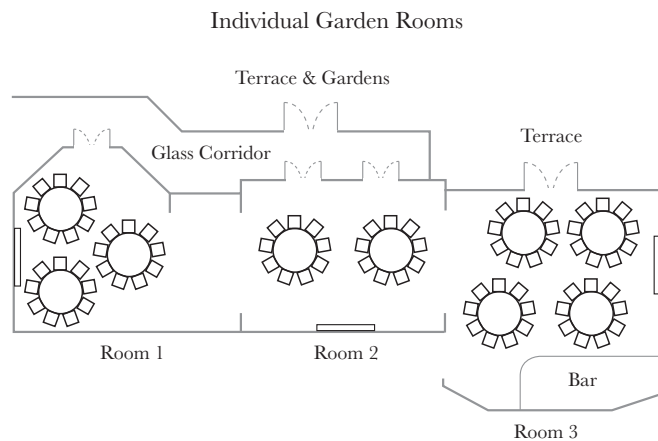 Individual Garden Rooms
Terrace & Gardens
Glass Corridor
Terrace
Room 1
Room 2
Bar
Room 3